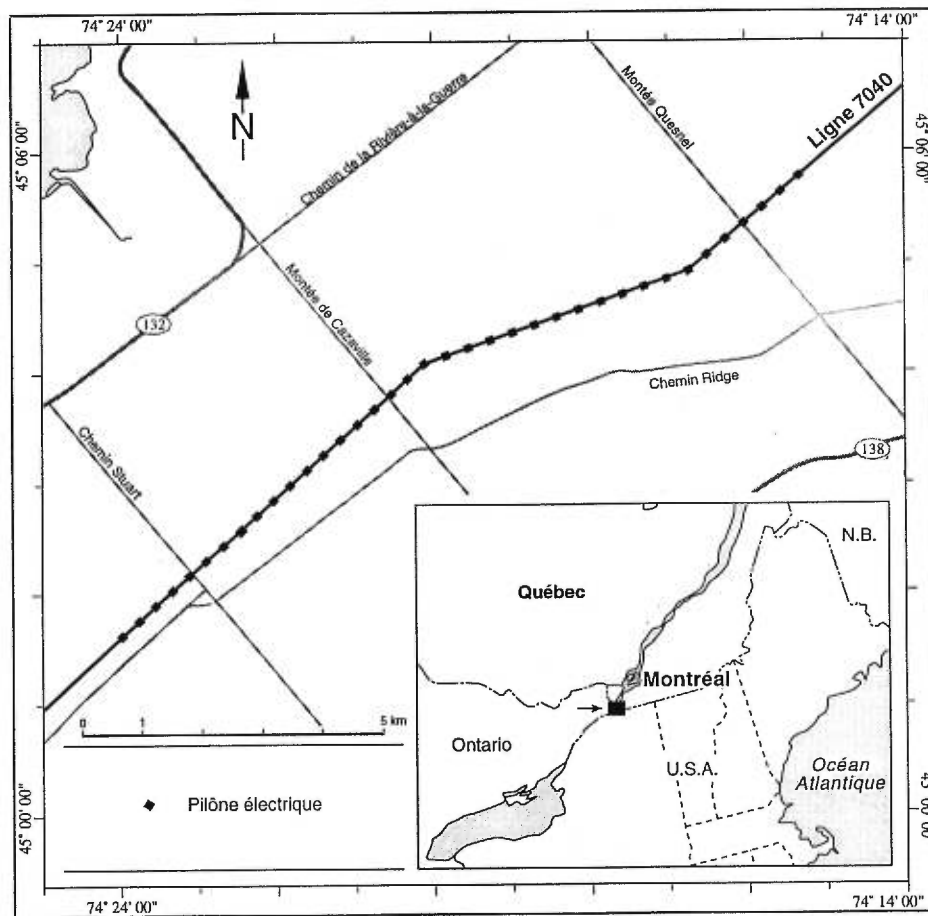 74° 24' 00"
74° 14' 00"
45° 06' 00"
45° 06' 00"
N
Chemin de la Rivière-à-la-Guerre
Montée Quesnel
Ligne 7040
132
Montée de Cazaville
Chemin Ridge
Chemin Stuart
138
0 1 5 km
Pilône électrique
Québec
N.B.
Montréal
Ontario
U.S.A.
Océan
Atlantique
45° 00' 00"
45° 00' 00"
74° 24' 00"
74° 14' 00"